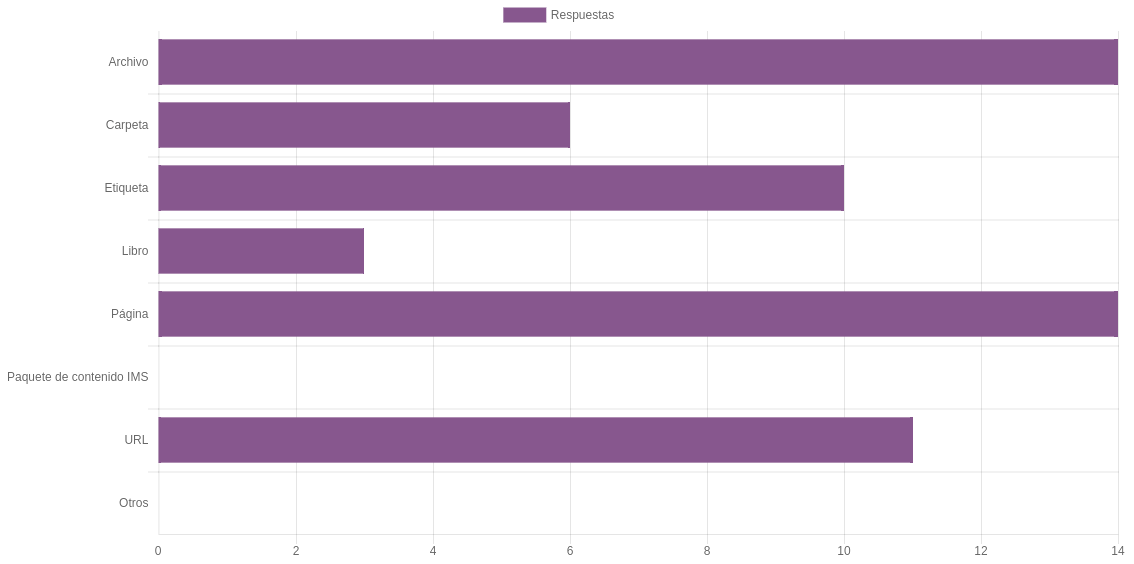 Respuestas
Archivo
Carpeta
Etiqueta
Libro
Página
Paquete de contenido IMS
URL
Otros
0 2 4 6 8 10 12 14